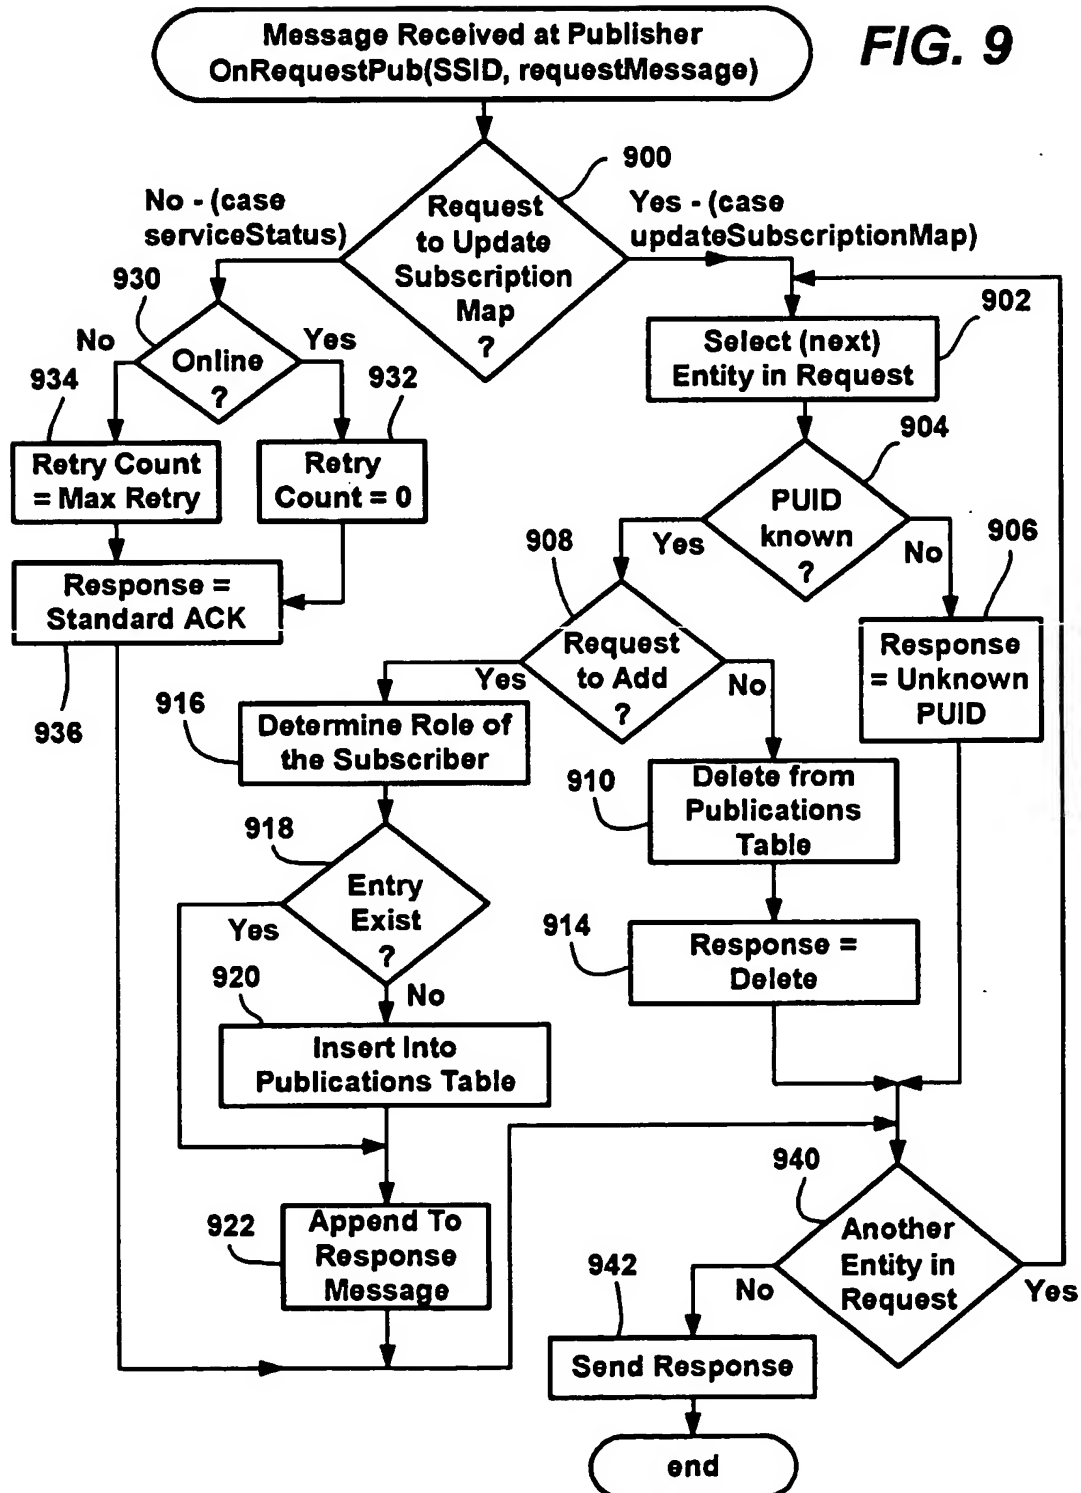 Message Received at Publisher
OnRequestPub(SSID, requestMessage)
FIG. 9
900
Request
to Update
Subscription
Map
?
No - (case
serviceStatus)
Yes - (case
updateSubscriptionMap)
930
Online
?
No
Yes
934
932
Retry Count
= Max Retry
Retry
Count = 0
Response =
Standard ACK
936
902
Select (next)
Entity in Request
904
PUID
known
?
Yes
No
906
Response
= Unknown
PUID
908
Request
to Add
?
Yes
No
916
Determine Role of
the Subscriber
910
Delete from
Publications
Table
918
Entry
Exist
?
Yes
No
914
Response =
Delete
920
Insert Into
Publications Table
922
Append To
Response
Message
940
Another
Entity in
Request
No
Yes
942
Send Response
end